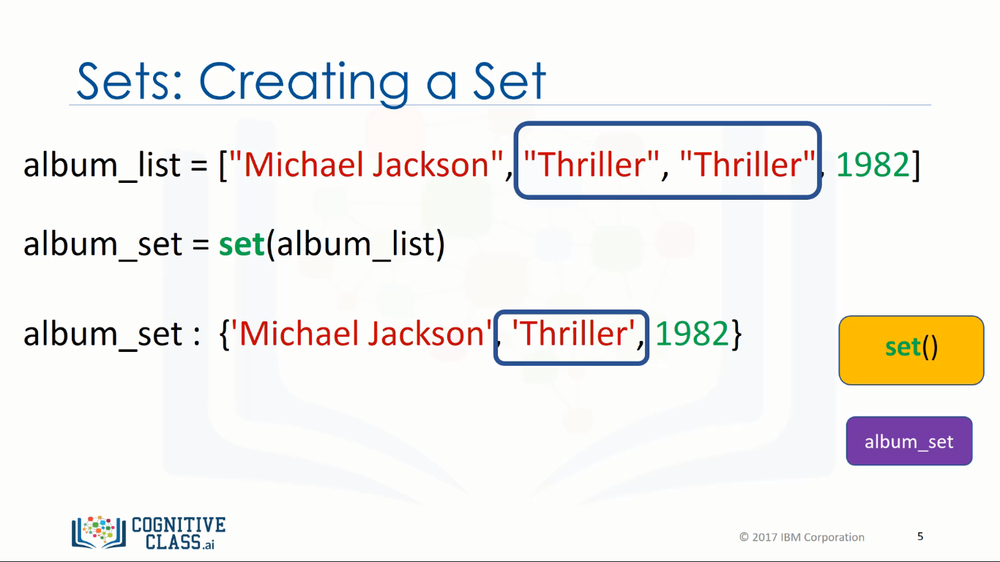 Sets: Creating a Set
album_list = ["Michael Jackson", "Thriller", "Thriller", 1982]
album_set = set(album_list)
album_set : {'Michael Jackson', 'Thriller', 1982}
set()
album_set
COGNITIVE
CLASS.ai
© 2017 IBM Corporation 5